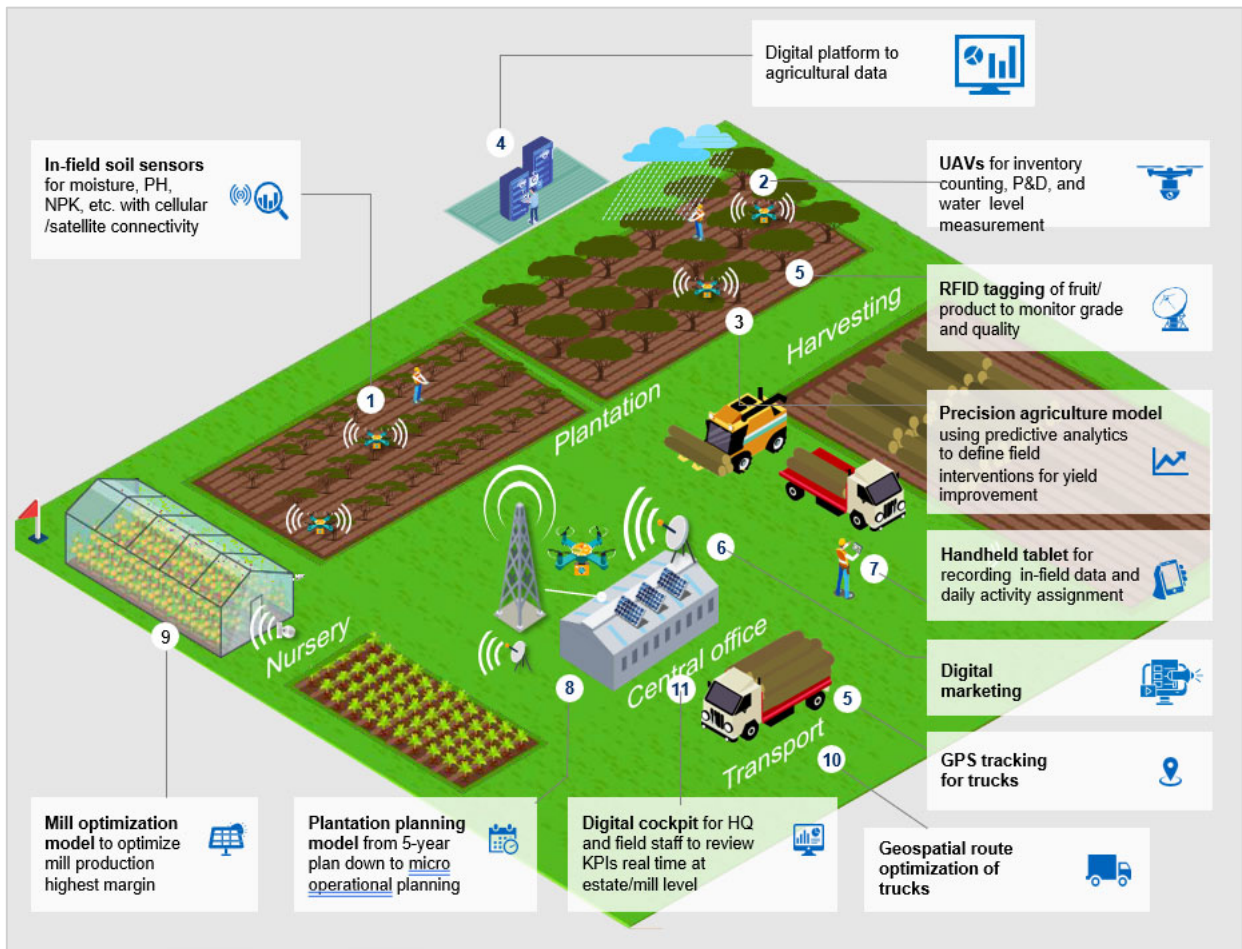 Digital platform to
agricultural data
4
In-field soil sensors
for moisture, PH,
NPK, etc. with cellular
/satellite connectivity
2
UAVs for inventory
counting, P&D, and
water level
measurement
5
RFID tagging of fruit/
product to monitor grade
and quality
3
Harvesting
1
Plantation
Precision agriculture model
using predictive analytics
to define field
interventions for yield
improvement
6
7
Handheld tablet for
recording in-field data and
daily activity assignment
9
Nursery
8
Central office
11
Digital
marketing
5
Transport
10
GPS tracking
for trucks
Mill optimization
model to optimize
mill production
highest margin
Plantation planning
model from 5-year
plan down to micro
operational planning
Digital cockpit for HQ
and field staff to review
KPIs real time at
estate/mill level
Geospatial route
optimization of
trucks